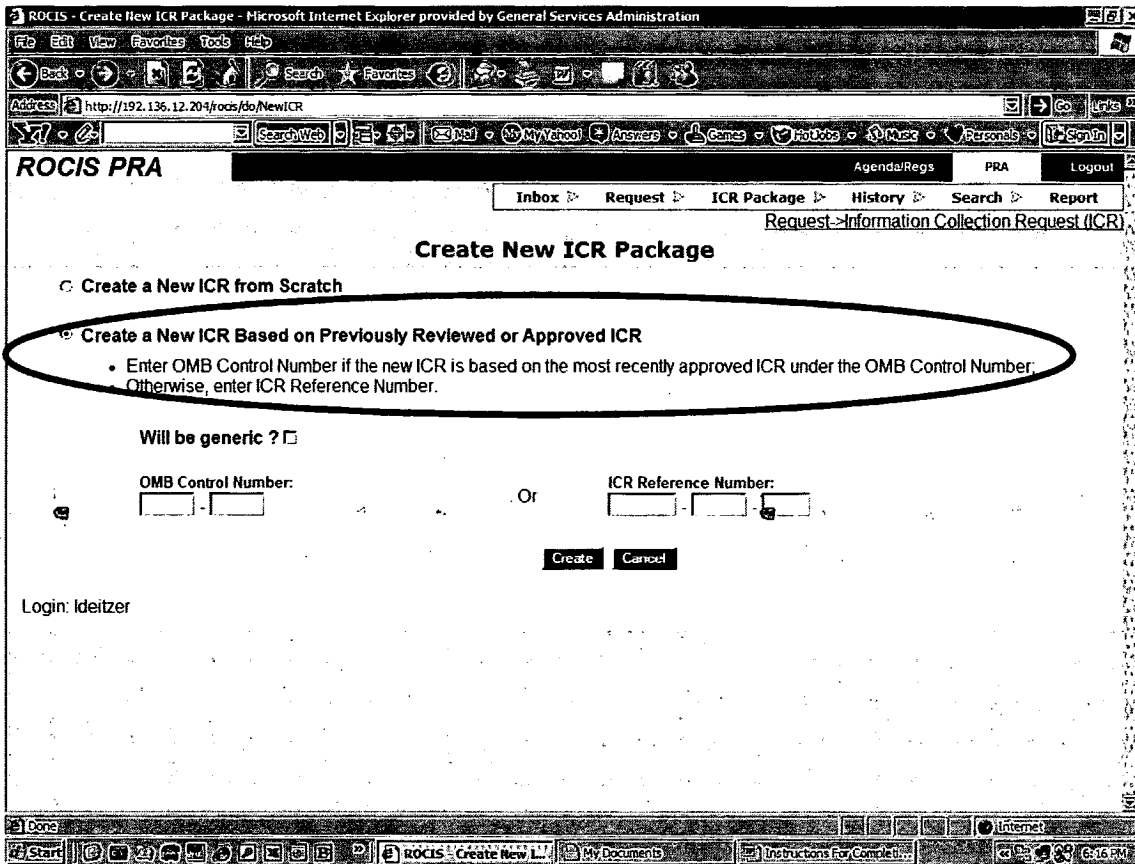 ROCIS - Create New ICR Package - Microsoft Internet Explorer provided by General Services Administration
File Edit View Favorites Tools Help
Back Search Favorites
Address http://192.136.12.204/rocis/do/NewICR Go Links
Search Web Mail My Yahoo! Answers Games HotJobs Music Personals Sign In
ROCIS PRA Agenda/Regs PRA Logout
Inbox Request ICR Package History Search Report
Request->Information Collection Request (ICR)
Create New ICR Package
Create a New ICR from Scratch
Create a New ICR Based on Previously Reviewed or Approved ICR
• Enter OMB Control Number if the new ICR is based on the most recently approved ICR under the OMB Control Number;
• Otherwise, enter ICR Reference Number.
Will be generic ?
OMB Control Number: Or ICR Reference Number:
- - -
Create Cancel
Login: ldeitzer
Done Internet
Start ROCIS - Create New I... My Documents Instructions For Complet... 6:16 PM